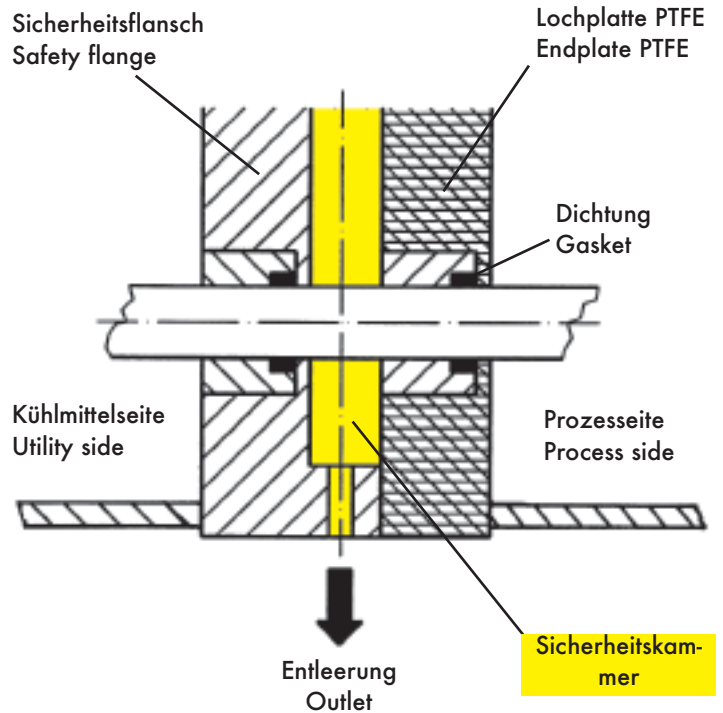 Sicherheitsflansch
Safety flange
Lochplatte PTFE
Endplate PTFE
Dichtung
Gasket
Kühlmittelseite
Utility side
Prozesseite
Process side
Entleerung
Outlet
Sicherheitskam-
mer